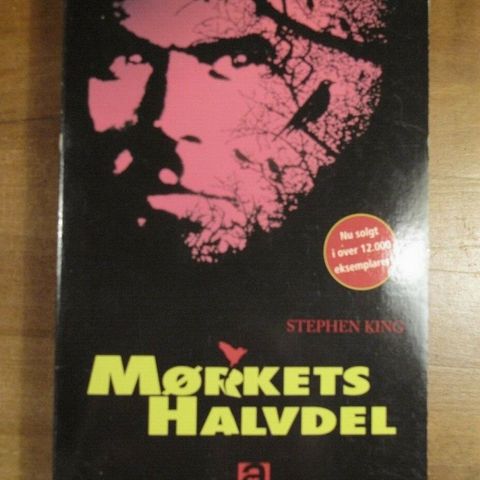 Nu solgt
i over 12.000
eksemplarer
STEPHEN KING
MØRKETS
HALVDEL
a